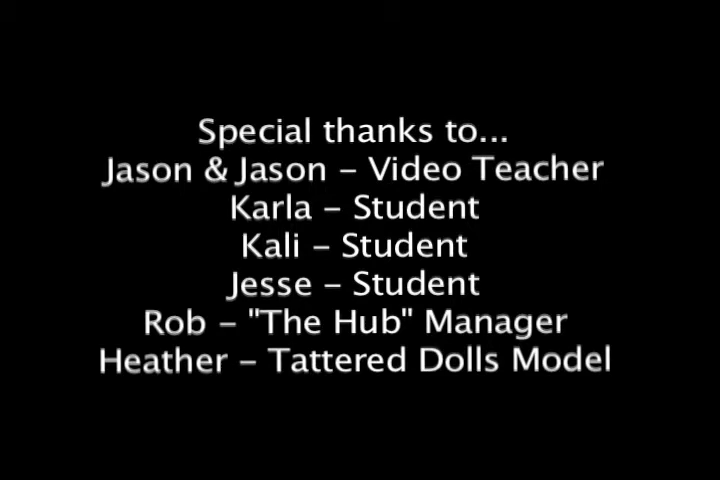 Special thanks to...
Jason & Jason – Video Teacher
Karla – Student
Kali – Student
Jesse – Student
Rob – "The Hub" Manager
Heather – Tattered Dolls Model